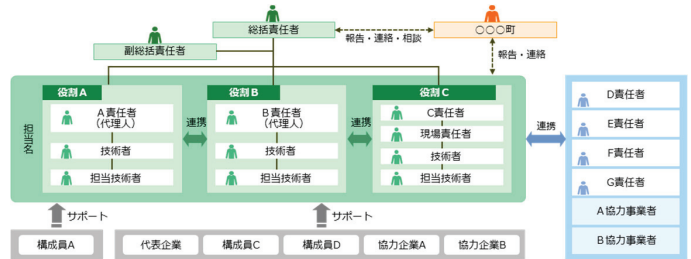 総括責任者
○○○町
報告・連絡・相談
副総括責任者
報告・連絡
担当名
役割A
A責任者
(代理人)
技術者
担当技術者
連携
役割B
B責任者
(代理人)
技術者
担当技術者
連携
役割C
C責任者
現場責任者
技術者
担当技術者
連携
D責任者
E責任者
F責任者
G責任者
A協力事業者
B協力事業者
サポート
サポート
構成員A
代表企業
構成員C
構成員D
協力企業A
協力企業B